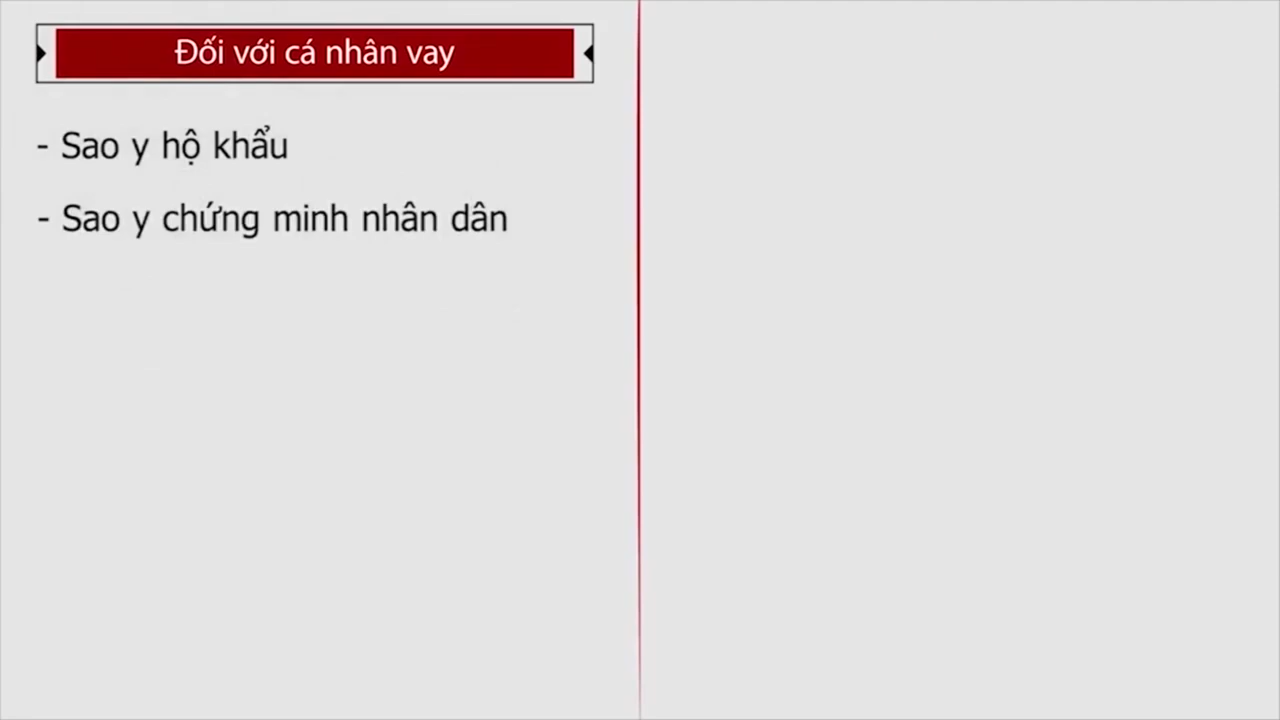 Đối với cá nhân vay
- Sao y hộ khẩu
- Sao y chứng minh nhân dân